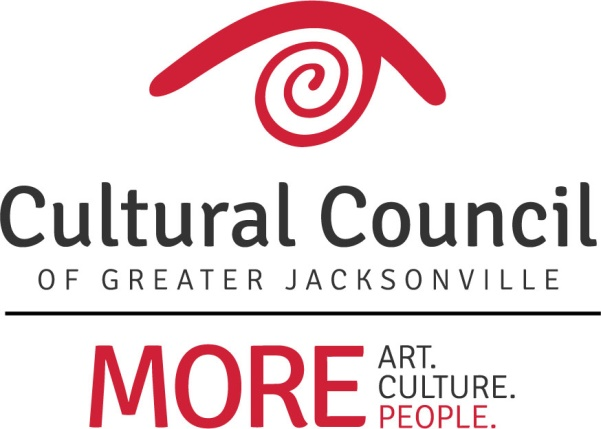 Cultural Council
OF GREATER JACKSONVILLE
MORE
ART.
CULTURE.
PEOPLE.